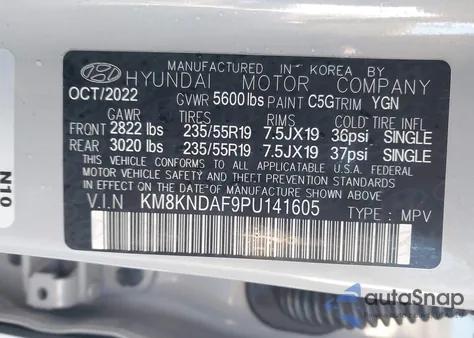 MANUFACTURED IN KOREA BY
HYUNDAI MOTOR COMPANY
OCT/2022 GVWR 5600lbs PAINT C5G TRIM YGN
GAWR TIRES RIMS COLD TIRE INFL
FRONT 2822 lbs 235/55R19 7.5JX19 36psi SINGLE
REAR 3020 lbs 235/55R19 7.5JX19 37psi SINGLE
THIS VEHICLE CONFORMS TO ALL APPLICABLE U.S.A. FEDERAL
MOTOR VEHICLE SAFETY AND THEFT PREVENTION STANDARDS
IN EFFECT ON THE DATE OF MANUFACTURE SHOWN ABOVE.
V.I.N KM8KNDAF9PU141605
TYPE : MPV
N10
autoSnap